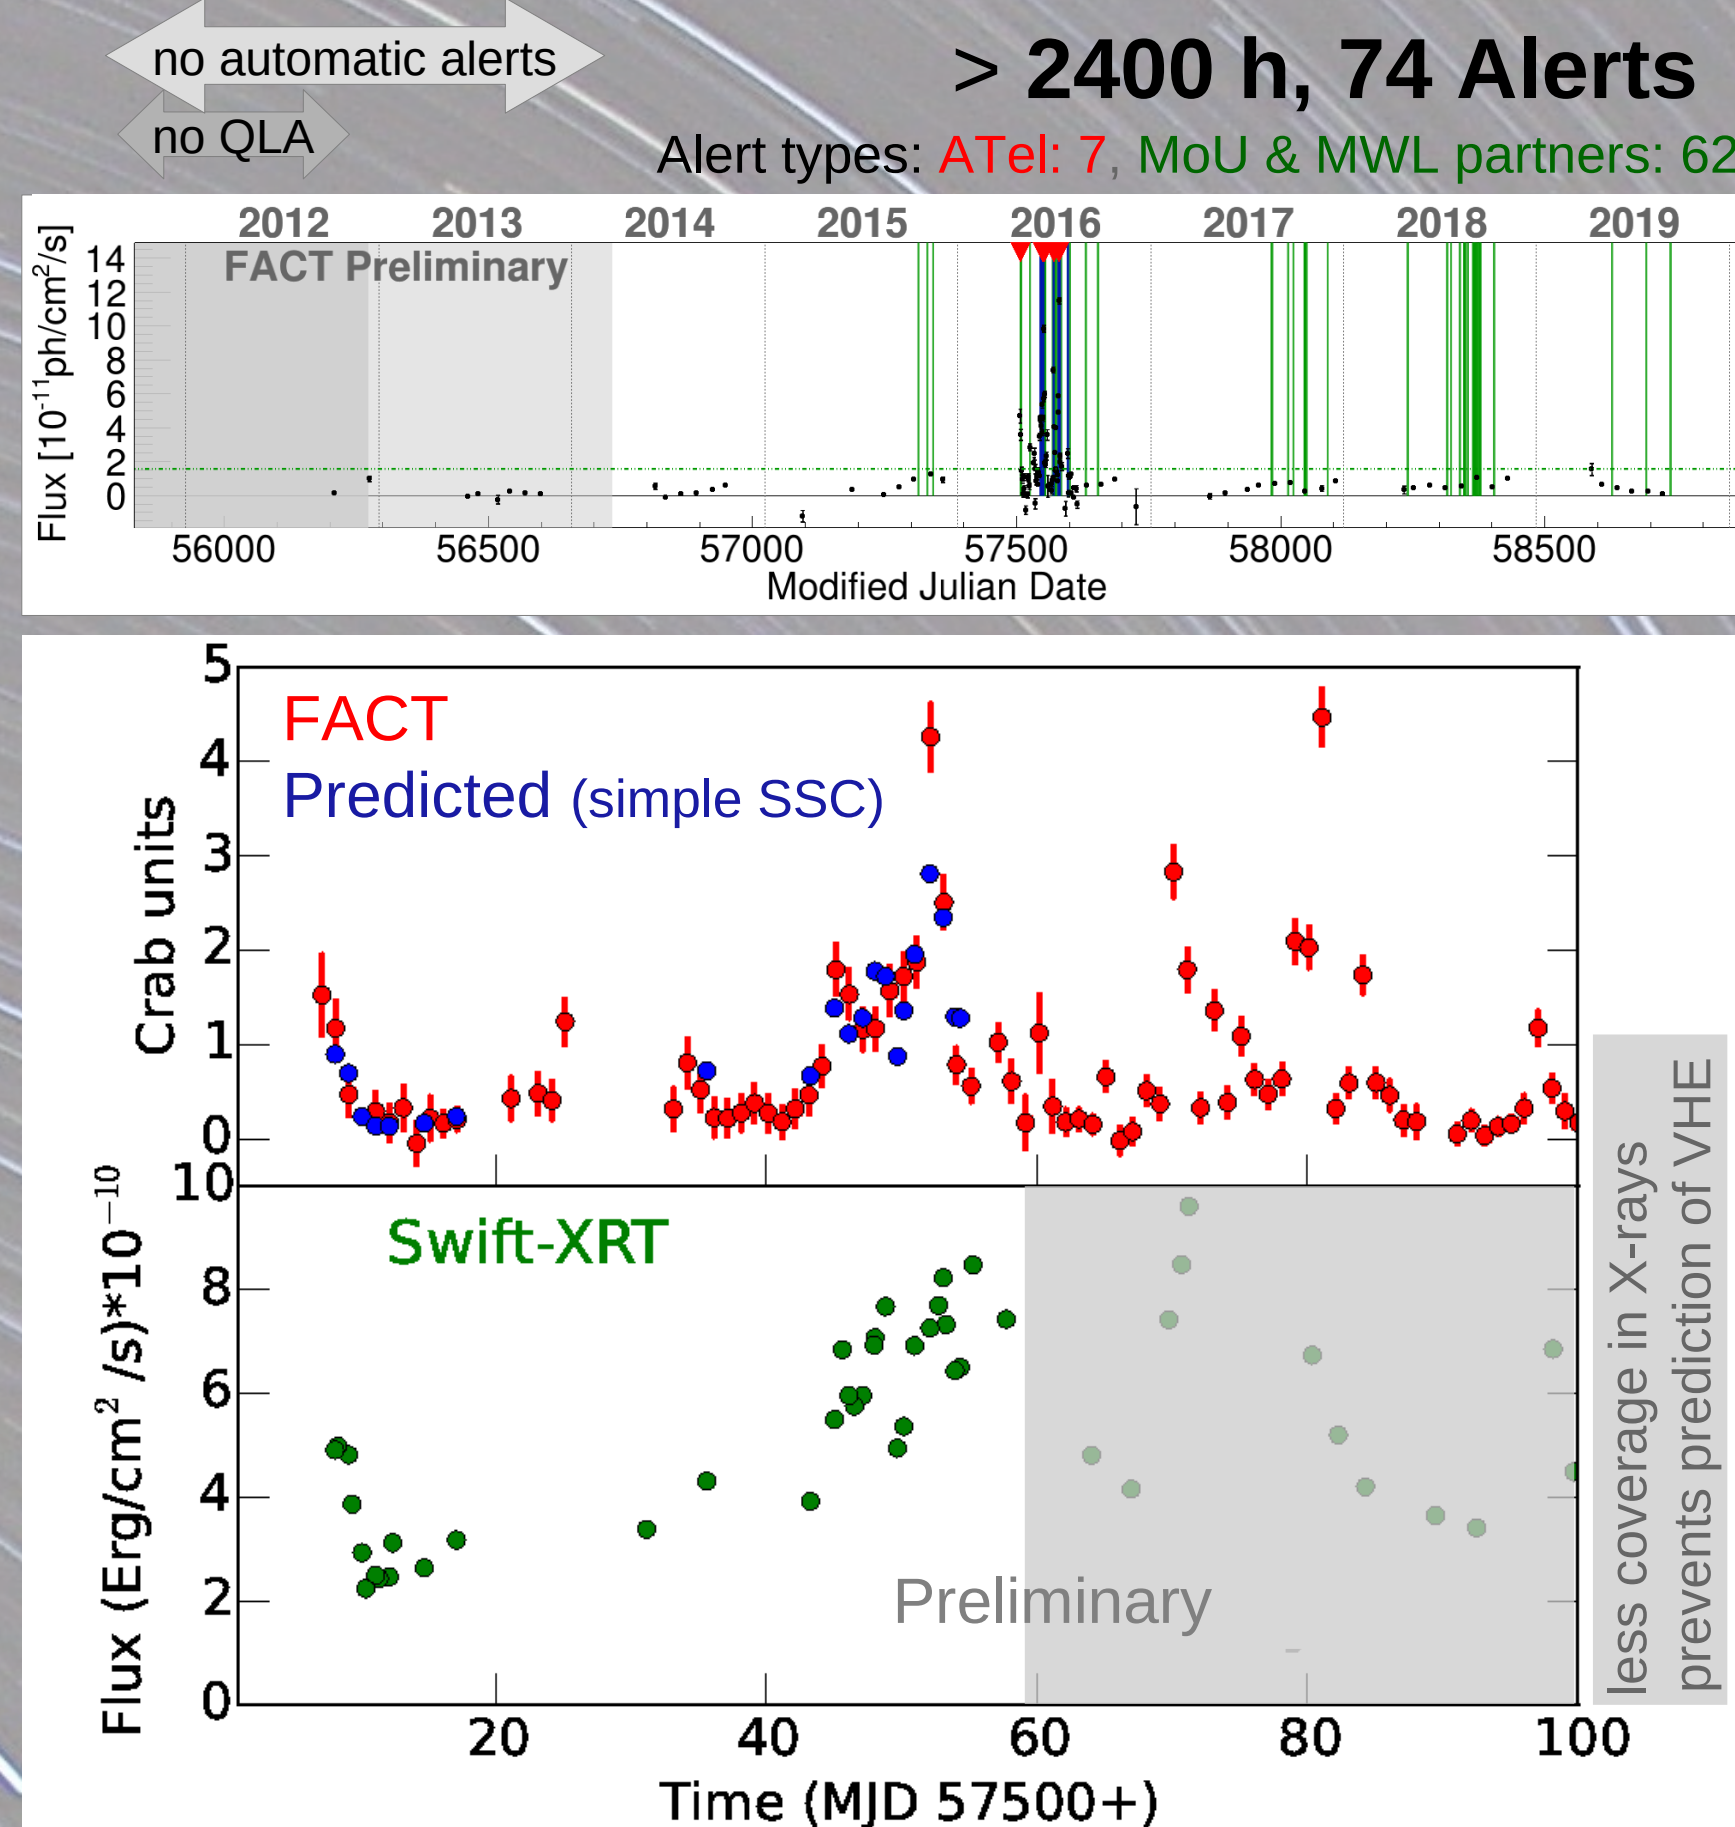 no automatic alerts
no QLA
> 2400 h, 74 Alerts
Alert types: ATel: 7, MoU & MWL partners: 62
2012 2013 2014 2015 2016 2017 2018 2019
FACT Preliminary
Flux [10⁻¹¹ph/cm²/s]
14
12
10
8
6
4
2
0
56000 56500 57000 57500 58000 58500
Modified Julian Date
FACT
Predicted (simple SSC)
Crab units
5
4
3
2
1
0
Swift-XRT
Flux (Erg/cm² /s)*10⁻¹⁰
10
8
6
4
2
0
Preliminary
20 40 60 80 100
Time (MJD 57500+)
less coverage in X-rays
prevents prediction of VHE